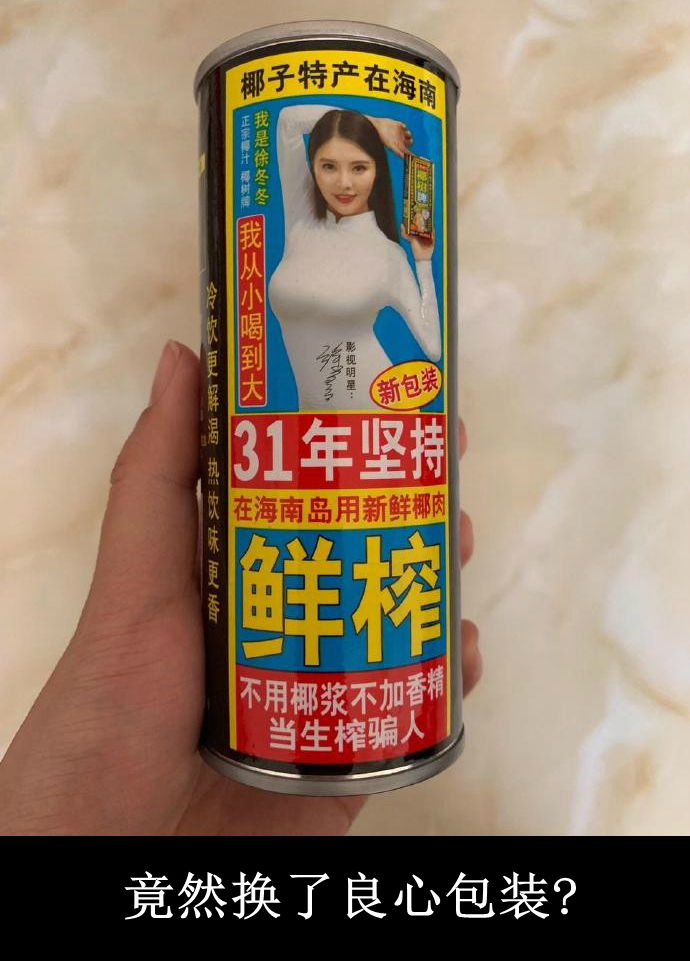 椰子特产在海南
我是徐冬冬
正宗椰汁 椰树牌
我从小喝到大
椰树牌
影视明星:
新包装
31年坚持
在海南岛用新鲜椰肉
鲜榨
不用椰浆不加香精
当生榨骗人
冷饮更解渴 热饮味更香
竟然换了良心包装?